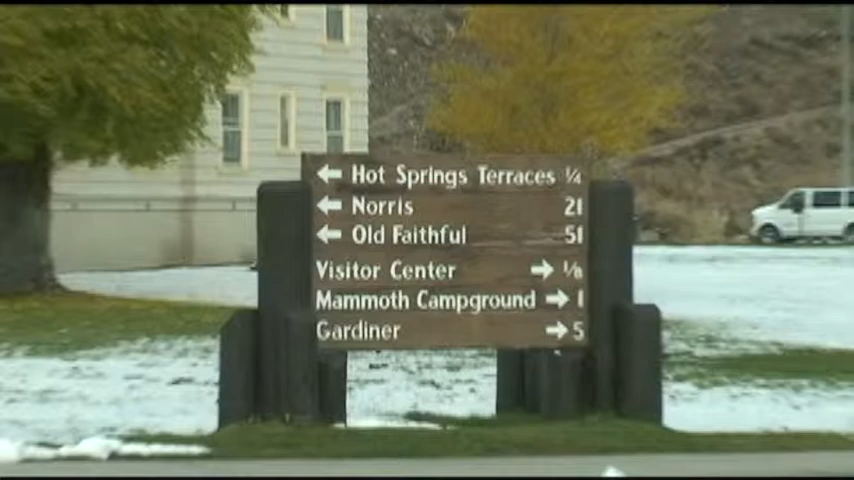 ← Hot Springs Terraces ¼
← Norris 21
← Old Faithful 51
Visitor Center → ⅛
Mammoth Campground → 1
Gardiner → 5